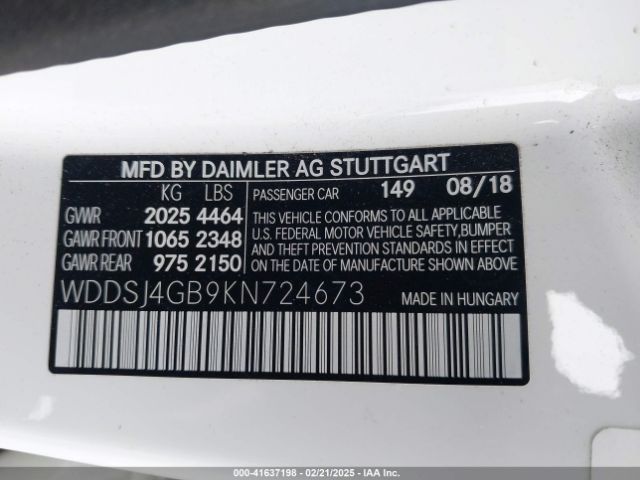 MFD BY DAIMLER AG STUTTGART
KG LBS
GVWR 2025 4464
GAWR FRONT 1065 2348
GAWR REAR 975 2150
PASSENGER CAR 149 08/18
THIS VEHICLE CONFORMS TO ALL APPLICABLE
U.S. FEDERAL MOTOR VEHICLE SAFETY,BUMPER
AND THEFT PREVENTION STANDARDS IN EFFECT
ON THE DATE OF MANUFACTURE SHOWN ABOVE.
WDDSJ4GB9KN724673 MADE IN HUNGARY
000-41637198 - 02/21/2025 - IAA Inc.